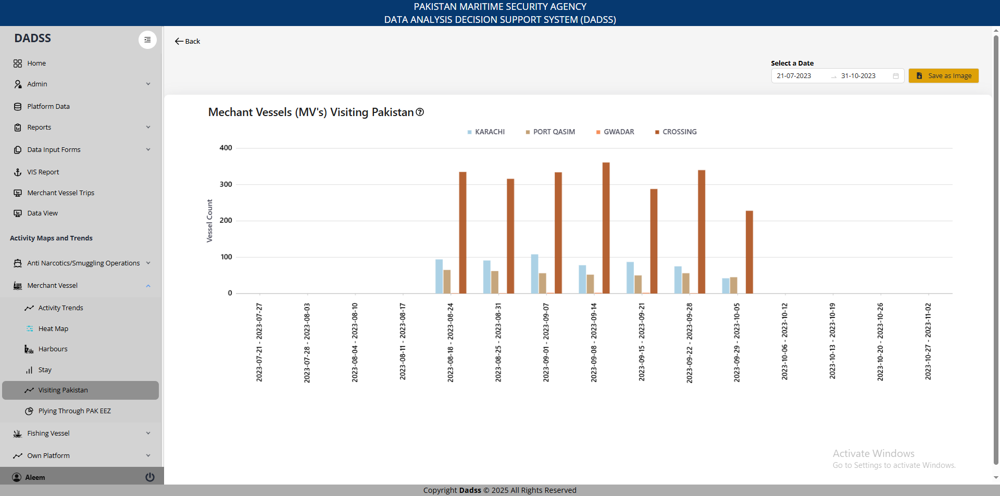 PAKISTAN MARITIME SECURITY AGENCY
DATA ANALYSIS DECISION SUPPORT SYSTEM (DADSS)
DADSS
Home
Admin
Platform Data
Reports
Data Input Forms
VIS Report
Merchant Vessel Trips
Data View
Activity Maps and Trends
Anti Narcotics/Smuggling Operations
Merchant Vessel
Activity Trends
Heat Map
Harbours
Stay
Visiting Pakistan
Plying Through PAK EEZ
Fishing Vessel
Own Platform
Aleem
Back
Select a Date
21-07-2023 31-10-2023
Save as Image
Mechant Vessels (MV's) Visiting Pakistan
KARACHI PORT QASIM GWADAR CROSSING
Vessel Count
400
300
200
100
0
2023-07-21 - 2023-07-27
2023-07-28 - 2023-08-03
2023-08-04 - 2023-08-10
2023-08-11 - 2023-08-17
2023-08-18 - 2023-08-24
2023-08-25 - 2023-08-31
2023-09-01 - 2023-09-07
2023-09-08 - 2023-09-14
2023-09-15 - 2023-09-21
2023-09-22 - 2023-09-28
2023-09-29 - 2023-10-05
2023-10-06 - 2023-10-12
2023-10-13 - 2023-10-19
2023-10-20 - 2023-10-26
2023-10-27 - 2023-11-02
Activate Windows
Go to Settings to activate Windows.
Copyright Dadss © 2025 All Rights Reserved